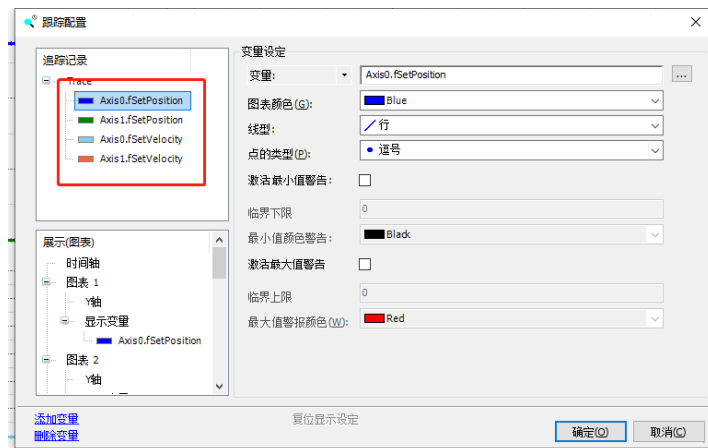 跟踪配置
追踪记录
Trace
Axis0.fSetPosition
Axis1.fSetPosition
Axis0.fSetVelocity
Axis1.fSetVelocity
展示(图表)
时间轴
图表 1
Y轴
显示变量
Axis0.fSetPosition
图表 2
Y轴
添加变量
删除变量
变量设定
变量: Axis0.fSetPosition ...
图表颜色(G): Blue
线型: 行
点的类型(P): 逗号
激活最小值警告:
临界下限 0
最小值颜色警告: Black
激活最大值警告
临界上限 0
最大值警报颜色(W): Red
复位显示设定
确定(O) 取消(C)